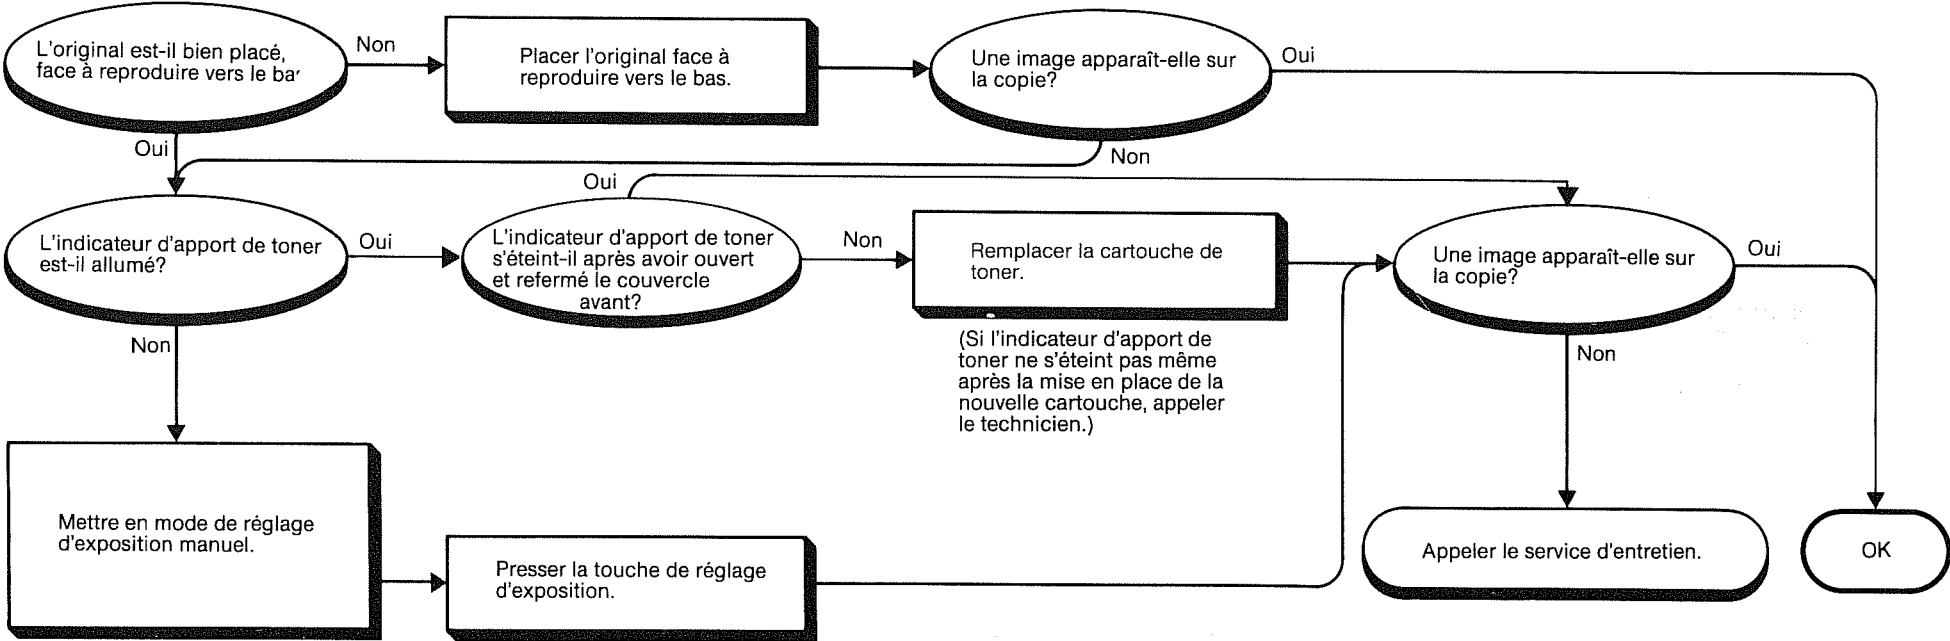 L'original est-il bien placé,
face à reproduire vers le
Non
Placer l'original face à
reproduire vers le bas.
Une image apparaît-elle sur
la copie?
Oui
Oui
Non
Oui
L'indicateur d'apport de toner
est-il allumé?
Oui
L'indicateur d'apport de toner
s'éteint-il après avoir ouvert
et refermé le couvercle
avant?
Non
Remplacer la cartouche de
toner.
Une image apparaît-elle sur
la copie?
Oui
(Si l'indicateur d'apport de
toner ne s'éteint pas même
après la mise en place de la
nouvelle cartouche, appeler
le technicien.)
Non
Non
Mettre en mode de réglage
d'exposition manuel.
Presser la touche de réglage
d'exposition.
Appeler le service d'entretien.
OK